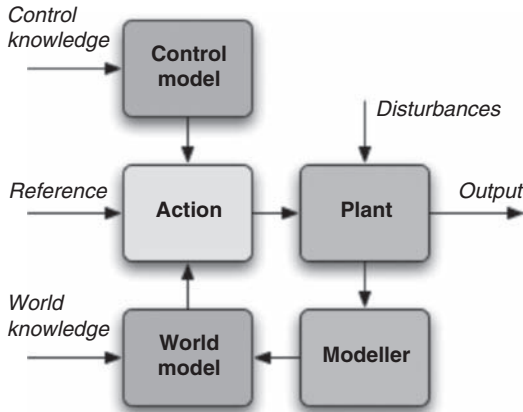 Control
knowledge
Control
model
Disturbances
Reference
Action
Plant
Output
World
knowledge
World
model
Modeller